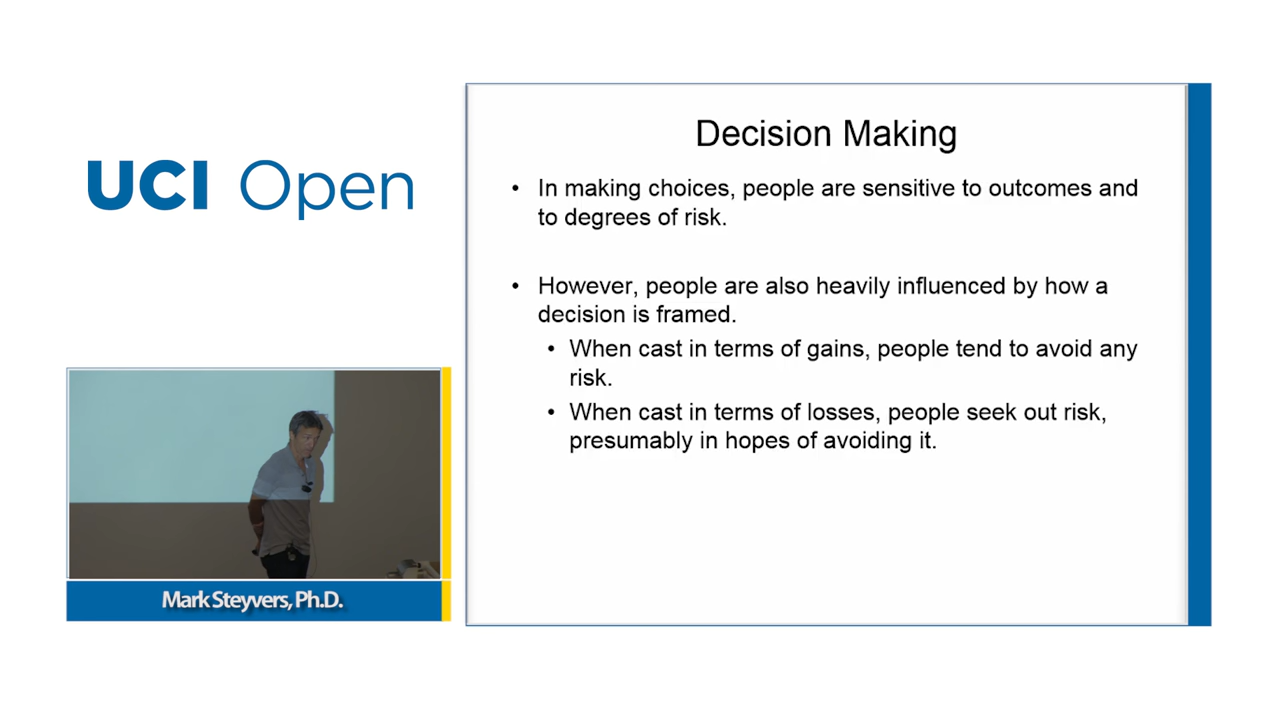 UCI Open
Decision Making
• In making choices, people are sensitive to outcomes and
to degrees of risk.
• However, people are also heavily influenced by how a
decision is framed.
• When cast in terms of gains, people tend to avoid any
risk.
• When cast in terms of losses, people seek out risk,
presumably in hopes of avoiding it.
Mark Steyvers, Ph.D.